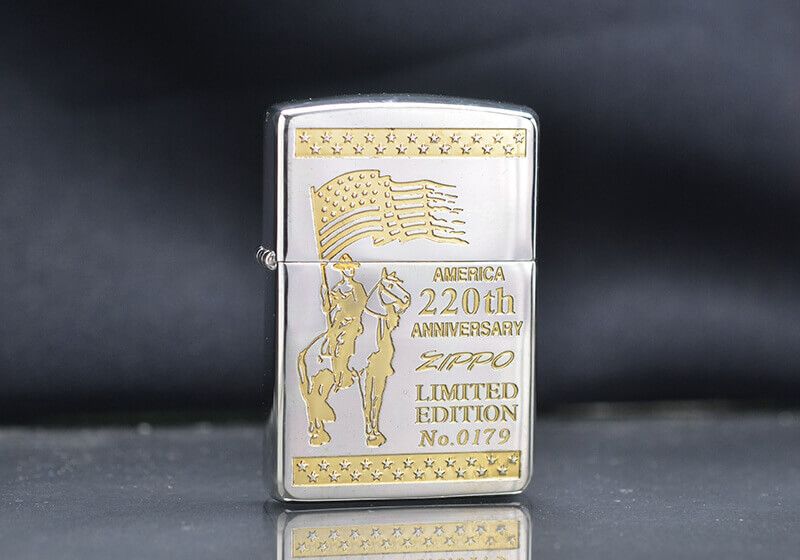 AMERICA
220th
ANNIVERSARY
ZIPPO
LIMITED
EDITION
No.0179